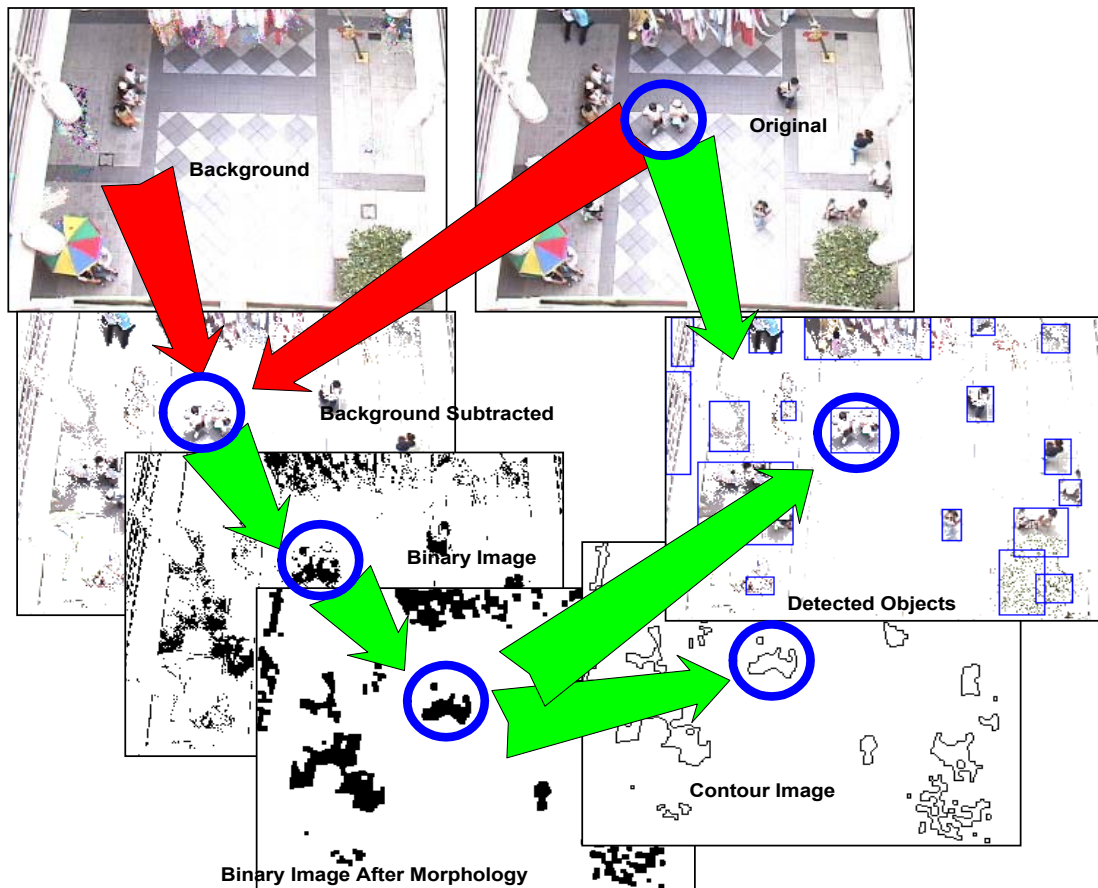 Original
Background
Background Subtracted
Binary Image
Detected Objects
Contour Image
Binary Image After Morphology